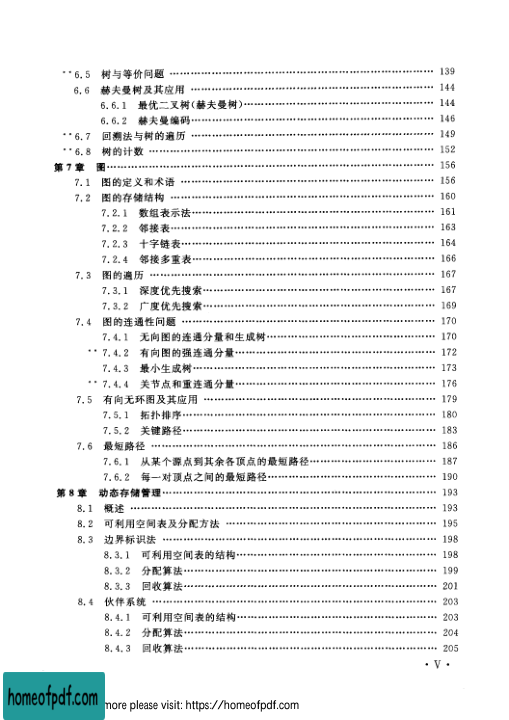 **6.5 树与等价问题 …… 139
6.6 赫夫曼树及其应用 …… 144
6.6.1 最优二叉树(赫夫曼树) …… 144
6.6.2 赫夫曼编码 …… 146
**6.7 回溯法与树的遍历 …… 149
**6.8 树的计数 …… 152
第7章 图 …… 156
7.1 图的定义和术语 …… 156
7.2 图的存储结构 …… 160
7.2.1 数组表示法 …… 161
7.2.2 邻接表 …… 163
7.2.3 十字链表 …… 164
7.2.4 邻接多重表 …… 166
7.3 图的遍历 …… 167
7.3.1 深度优先搜索 …… 167
7.3.2 广度优先搜索 …… 169
7.4 图的连通性问题 …… 170
7.4.1 无向图的连通分量和生成树 …… 170
**7.4.2 有向图的强连通分量 …… 172
7.4.3 最小生成树 …… 173
**7.4.4 关节点和重连通分量 …… 176
7.5 有向无环图及其应用 …… 179
7.5.1 拓扑排序 …… 180
7.5.2 关键路径 …… 183
7.6 最短路径 …… 186
7.6.1 从某个源点到其余各顶点的最短路径 …… 187
7.6.2 每一对顶点之间的最短路径 …… 190
第8章 动态存储管理 …… 193
8.1 概述 …… 193
8.2 可利用空间表及分配方法 …… 195
8.3 边界标识法 …… 198
8.3.1 可利用空间表的结构 …… 198
8.3.2 分配算法 …… 199
8.3.3 回收算法 …… 201
8.4 伙伴系统 …… 203
8.4.1 可利用空间表的结构 …… 203
8.4.2 分配算法 …… 204
8.4.3 回收算法 …… 205
· V ·
homeofpdf.com
more please visit: https://homeofpdf.com